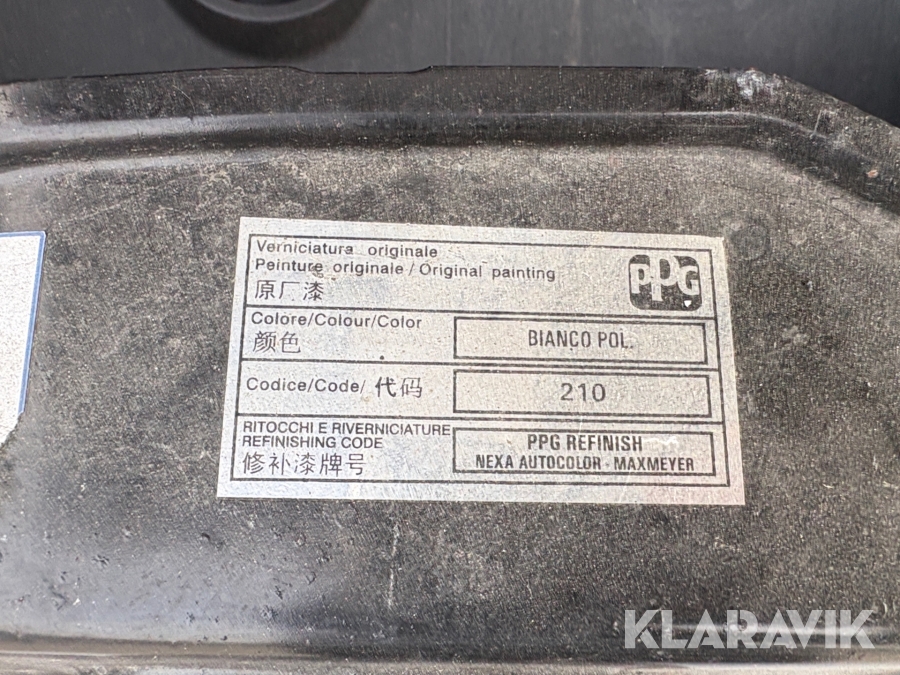 Verniciatura originale
Peinture originale / Original painting
原厂漆
PPG
Colore/Colour/Color
颜色
BIANCO POL.
Codice/Code/ 代码
210
RITOCCHI E RIVERNICIATURE
REFINISHING CODE
修补漆牌号
PPG REFINISH
NEXA AUTOCOLOR - MAXMEYER
KLARAVIK